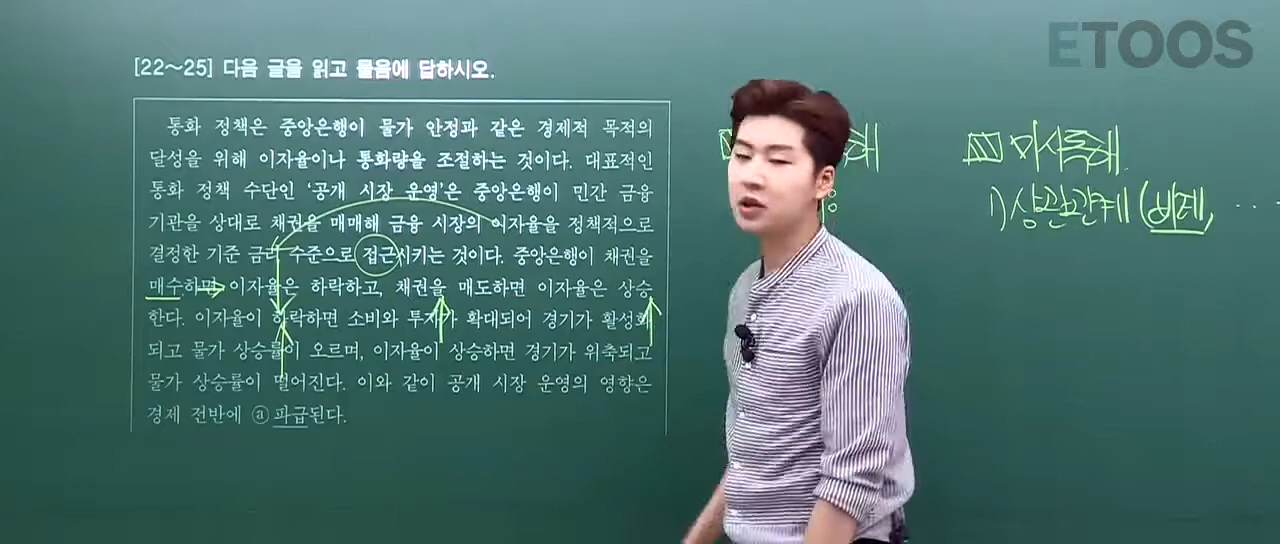 ETOOS
[22～25] 다음 글을 읽고 물음에 답하시오.
통화 정책은 중앙은행이 물가 안정과 같은 경제적 목적의
달성을 위해 이자율이나 통화량을 조절하는 것이다. 대표적인
통화 정책 수단인 ‘공개 시장 운영’은 중앙은행이 민간 금융
기관을 상대로 채권을 매매해 금융 시장의 이자율을 정책적으로
결정한 기준 금리 수준으로 접근시키는 것이다. 중앙은행이 채권을
매수하면 이자율은 하락하고, 채권을 매도하면 이자율은 상승
한다. 이자율이 하락하면 소비와 투자가 확대되어 경기가 활성화
되고 물가 상승률이 오르며, 이자율이 상승하면 경기가 위축되고
물가 상승률이 떨어진다. 이와 같이 공개 시장 운영의 영향은
경제 전반에 ⓐ파급된다.
미시독해
1) 상관관계 (비례, …